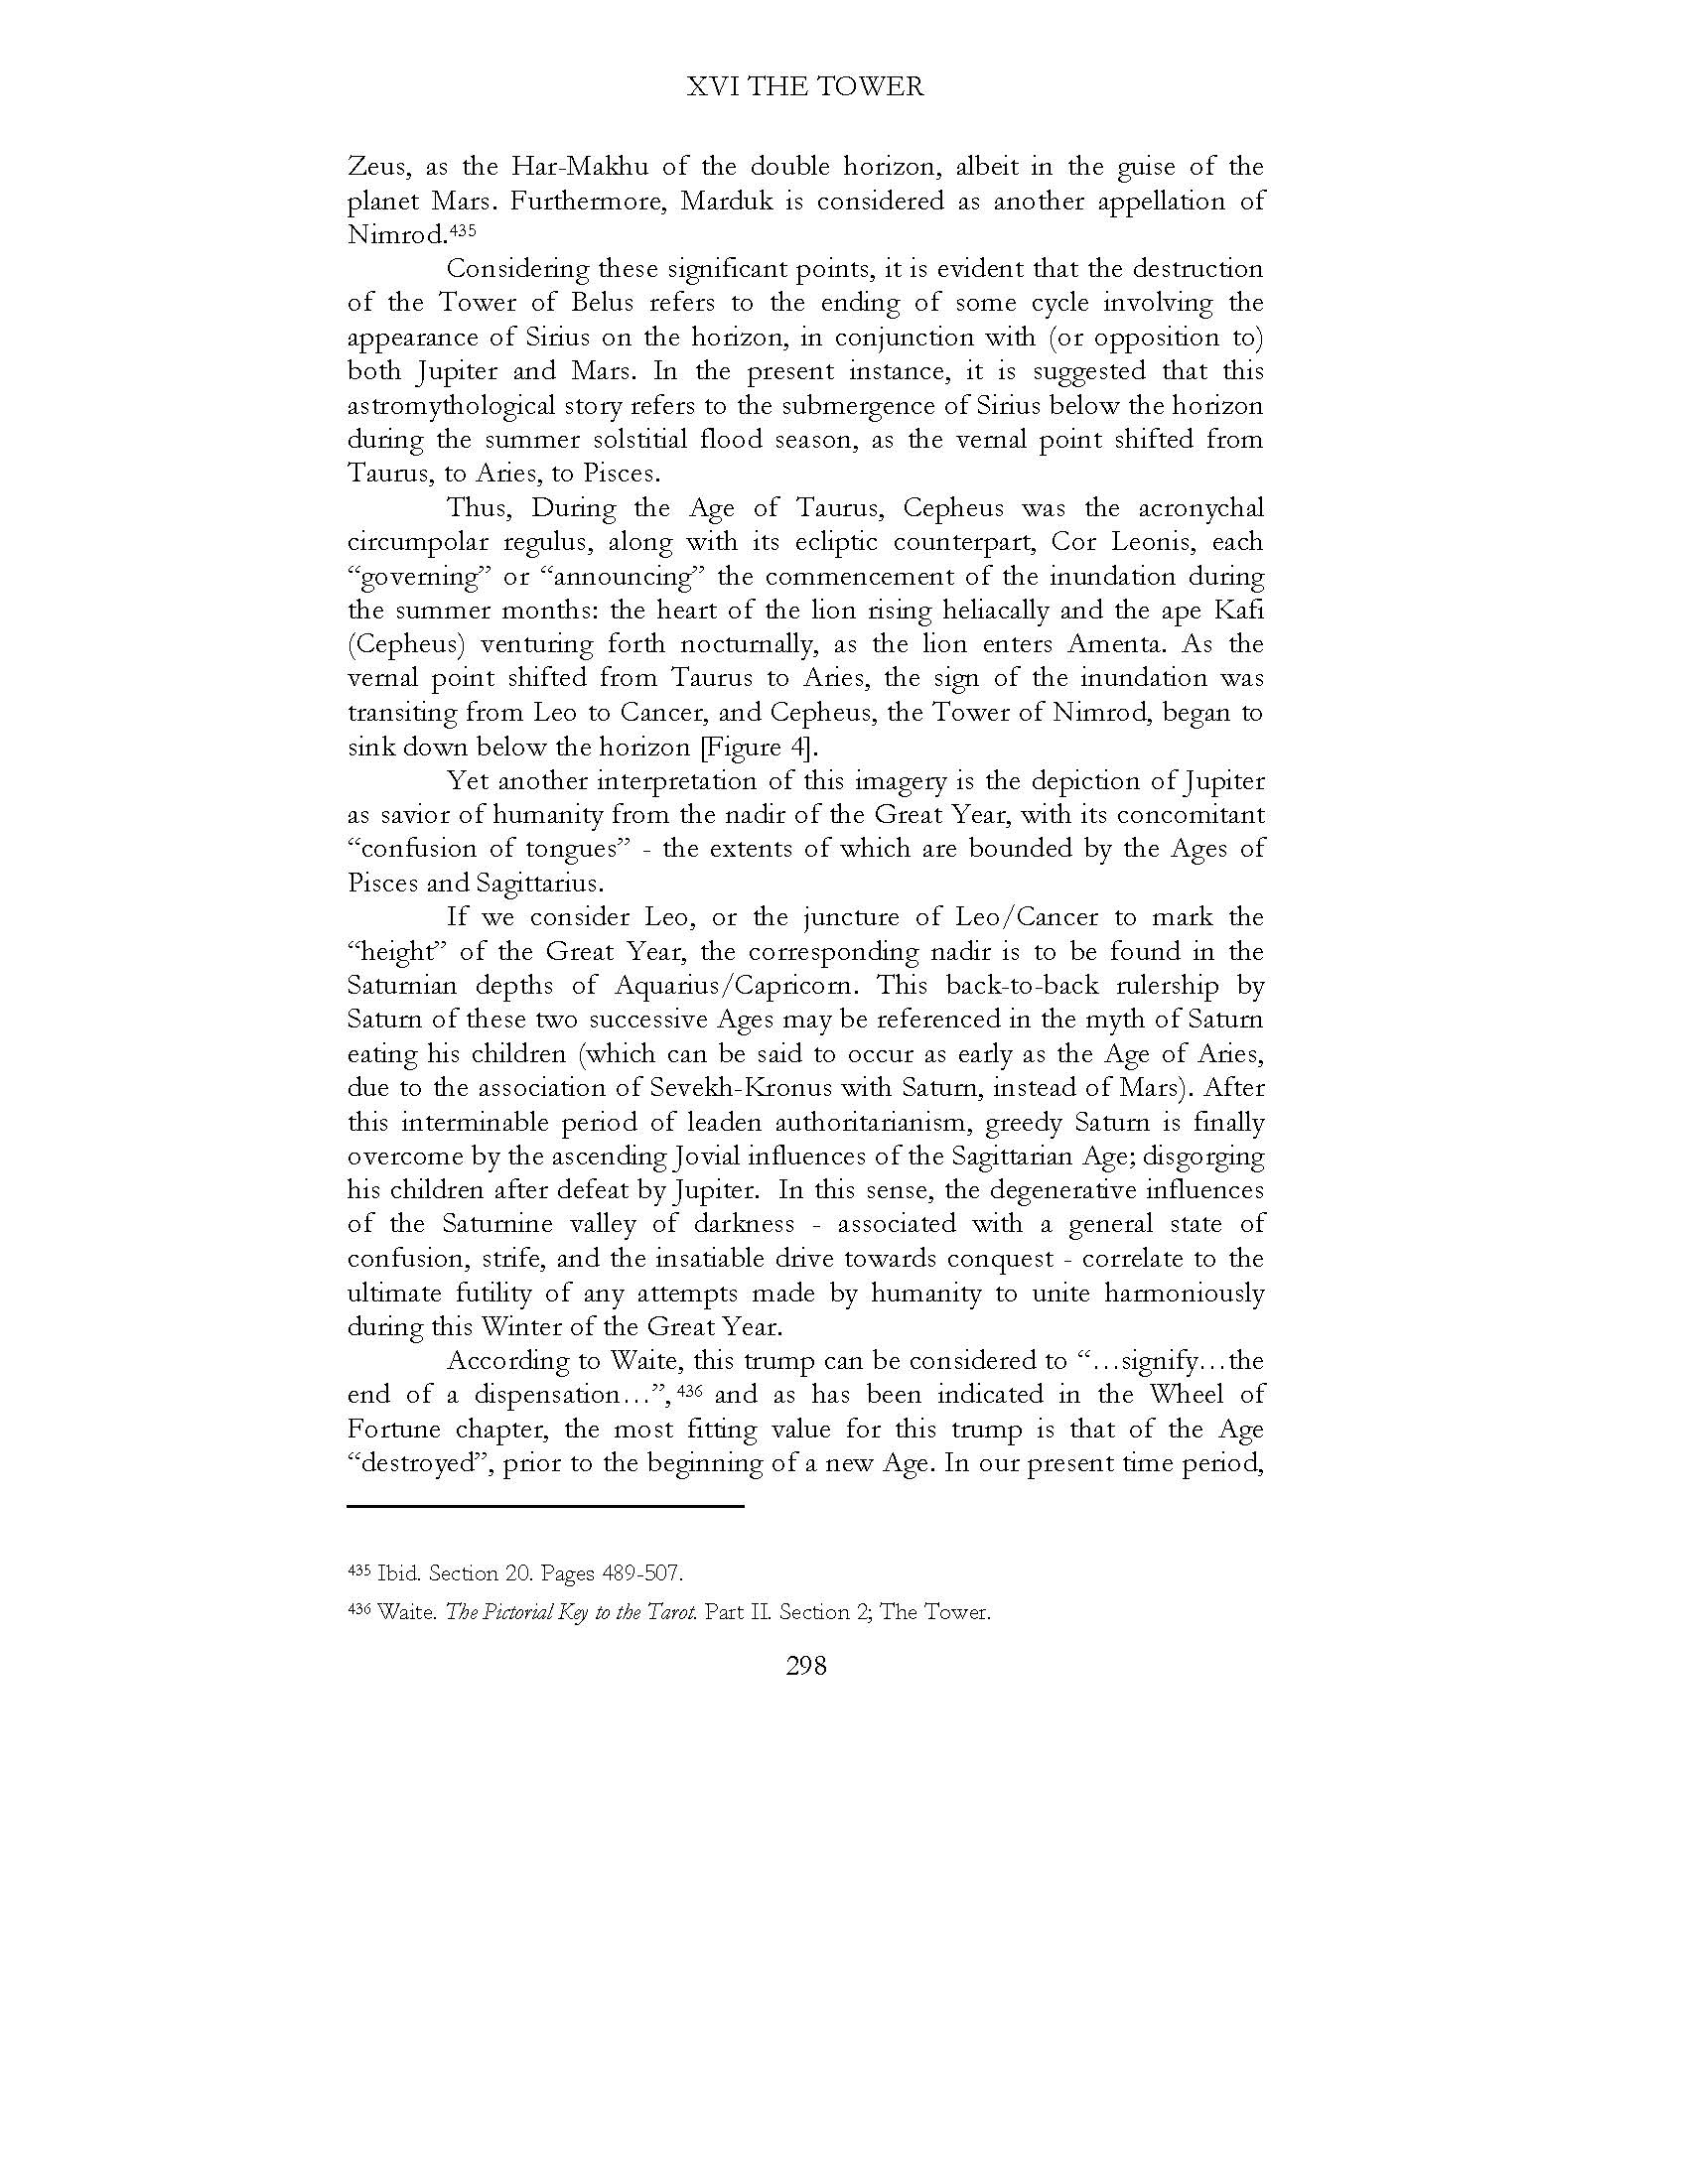 XVI THE TOWER
Zeus, as the Har-Makhu of the double horizon, albeit in the guise of the
planet Mars. Furthermore, Marduk is considered as another appellation of
Nimrod.⁴³⁵
Considering these significant points, it is evident that the destruction
of the Tower of Belus refers to the ending of some cycle involving the
appearance of Sirius on the horizon, in conjunction with (or opposition to)
both Jupiter and Mars. In the present instance, it is suggested that this
astromythological story refers to the submergence of Sirius below the horizon
during the summer solstitial flood season, as the vernal point shifted from
Taurus, to Aries, to Pisces.
Thus, During the Age of Taurus, Cepheus was the acronychal
circumpolar regulus, along with its ecliptic counterpart, Cor Leonis, each
“governing” or “announcing” the commencement of the inundation during
the summer months: the heart of the lion rising heliacally and the ape Kafi
(Cepheus) venturing forth nocturnally, as the lion enters Amenta. As the
vernal point shifted from Taurus to Aries, the sign of the inundation was
transiting from Leo to Cancer, and Cepheus, the Tower of Nimrod, began to
sink down below the horizon [Figure 4].
Yet another interpretation of this imagery is the depiction of Jupiter
as savior of humanity from the nadir of the Great Year, with its concomitant
“confusion of tongues” - the extents of which are bounded by the Ages of
Pisces and Sagittarius.
If we consider Leo, or the juncture of Leo/Cancer to mark the
“height” of the Great Year, the corresponding nadir is to be found in the
Saturnian depths of Aquarius/Capricorn. This back-to-back rulership by
Saturn of these two successive Ages may be referenced in the myth of Saturn
eating his children (which can be said to occur as early as the Age of Aries,
due to the association of Sevekh-Kronus with Saturn, instead of Mars). After
this interminable period of leaden authoritarianism, greedy Saturn is finally
overcome by the ascending Jovial influences of the Sagittarian Age; disgorging
his children after defeat by Jupiter.  In this sense, the degenerative influences
of the Saturnine valley of darkness - associated with a general state of
confusion, strife, and the insatiable drive towards conquest - correlate to the
ultimate futility of any attempts made by humanity to unite harmoniously
during this Winter of the Great Year.
According to Waite, this trump can be considered to “…signify…the
end of a dispensation…”,⁴³⁶ and as has been indicated in the Wheel of
Fortune chapter, the most fitting value for this trump is that of the Age
“destroyed”, prior to the beginning of a new Age. In our present time period,
⁴³⁵ Ibid. Section 20. Pages 489-507.
⁴³⁶ Waite. The Pictorial Key to the Tarot. Part II. Section 2; The Tower.
298